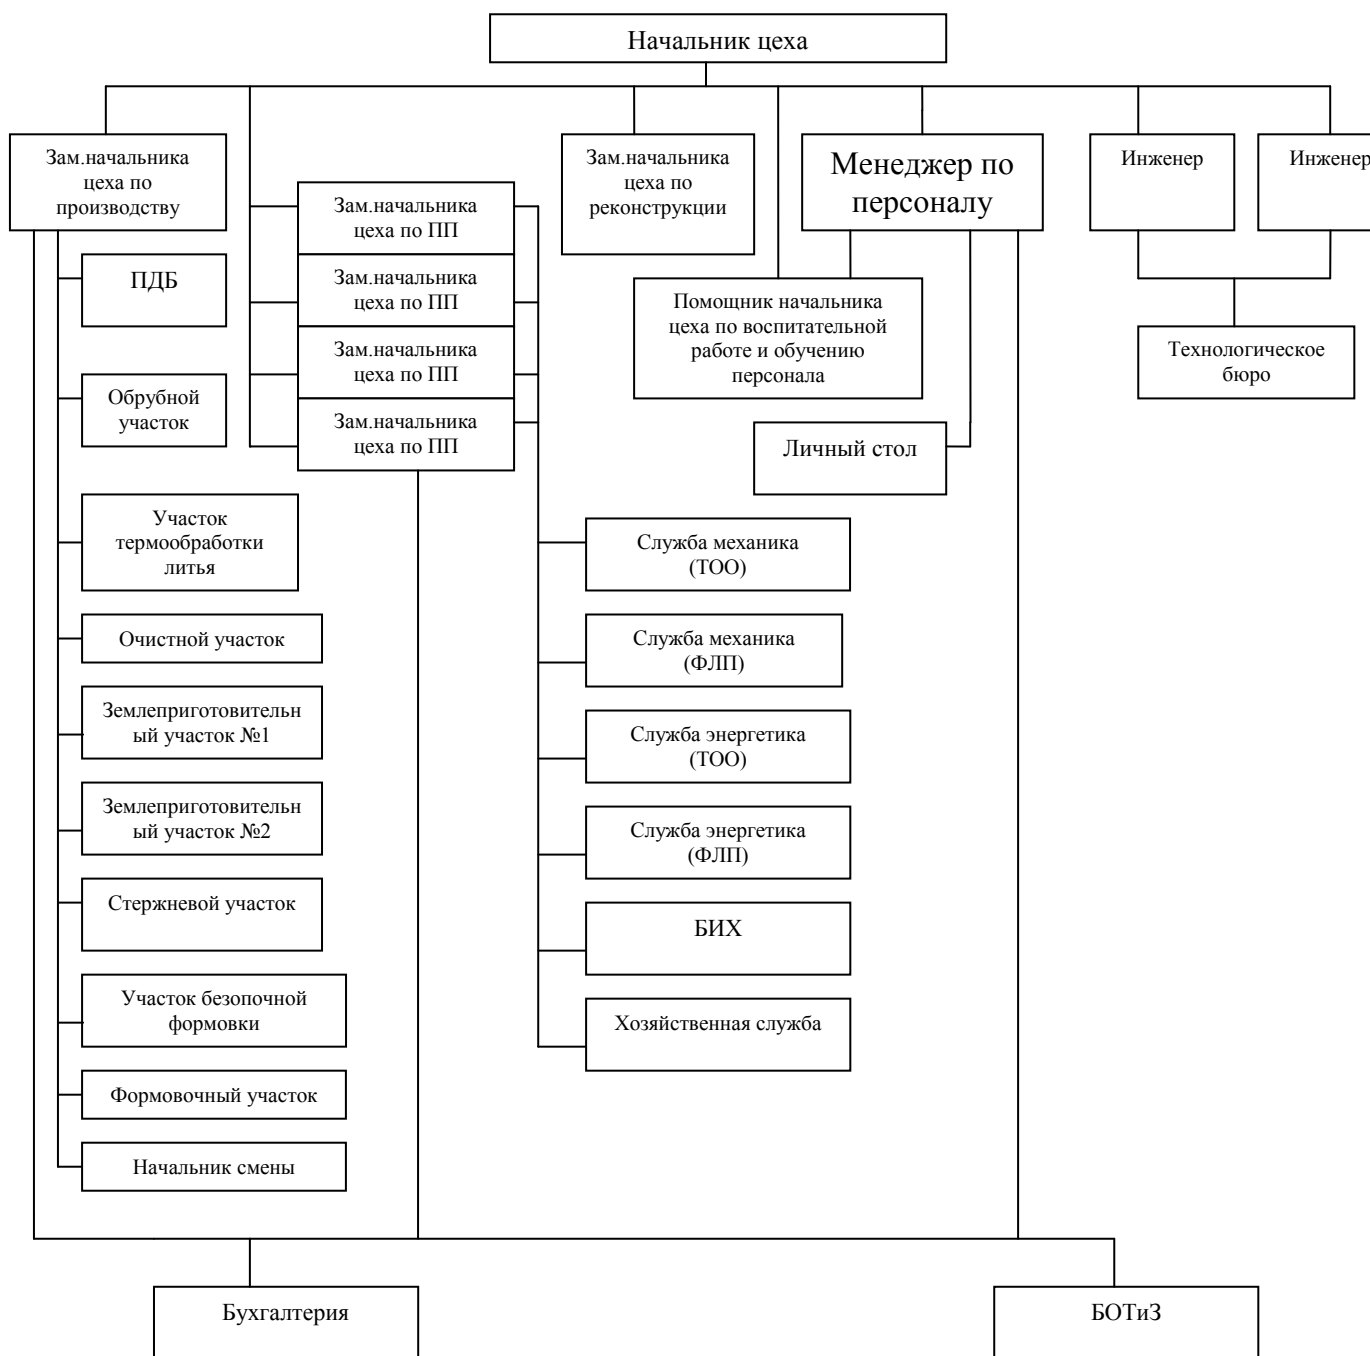 Начальник цеха
Зам.начальника
цеха по
производству
Зам.начальника
цеха по ПП
Зам.начальника
цеха по ПП
Зам.начальника
цеха по ПП
Зам.начальника
цеха по ПП
Зам.начальника
цеха по
реконструкции
Менеджер по
персоналу
Инженер
Инженер
ПДБ
Обрубной
участок
Участок
термообработки
литья
Очистной участок
Землеприготовительн
ый участок №1
Землеприготовительн
ый участок №2
Стержневой участок
Участок безопочной
формовки
Формовочный участок
Начальник смены
Помощник начальника
цеха по воспитательной
работе и обучению
персонала
Личный стол
Технологическое
бюро
Служба механика
(ТОО)
Служба механика
(ФЛП)
Служба энергетика
(ТОО)
Служба энергетика
(ФЛП)
БИХ
Хозяйственная служба
Бухгалтерия
БОТиЗ